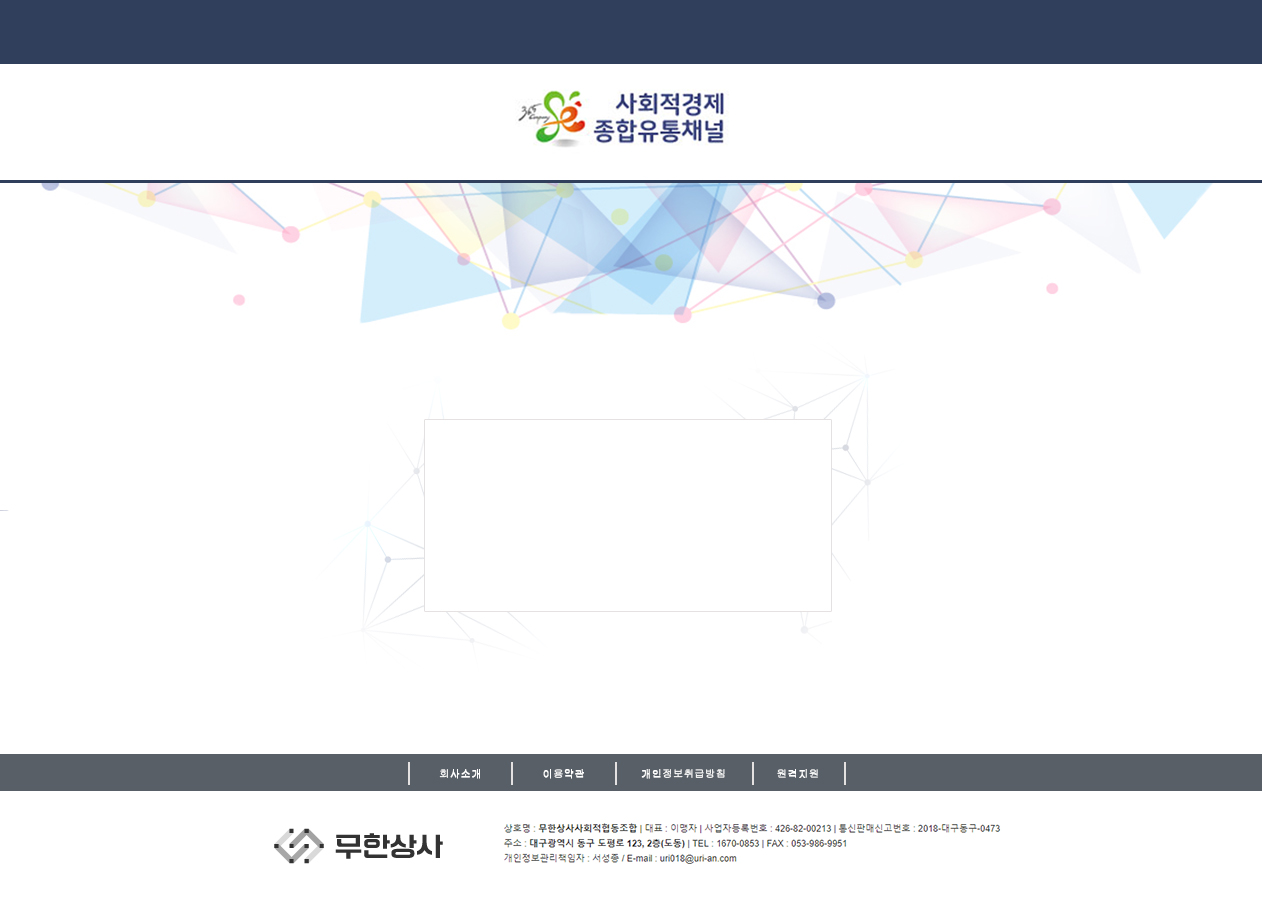 365 Company 사회적경제
종합유통채널
회사소개 이용약관 개인정보취급방침 원격지원
무한상사
상호명 : 무한상사사회적협동조합 | 대표 : 이명자 | 사업자등록번호 : 426-82-00213 | 통신판매신고번호 : 2018-대구동구-0473
주소 : 대구광역시 동구 도평로 123, 2층(도동) | TEL : 1670-0853 | FAX : 053-986-9951
개인정보관리책임자 : 서성종 / E-mail : uri018@uri-an.com